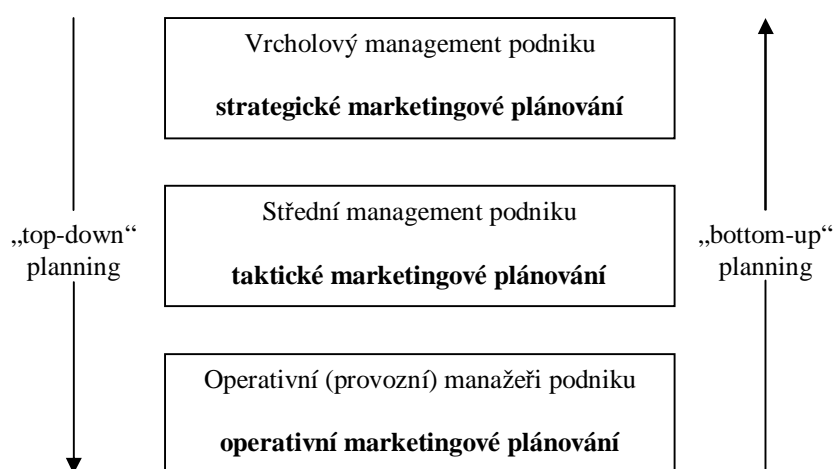 Vrcholový management podniku
strategické marketingové plánování
Střední management podniku
„top-down“
planning
„bottom-up“
planning
taktické marketingové plánování
Operativní (provozní) manažeři podniku
operativní marketingové plánování